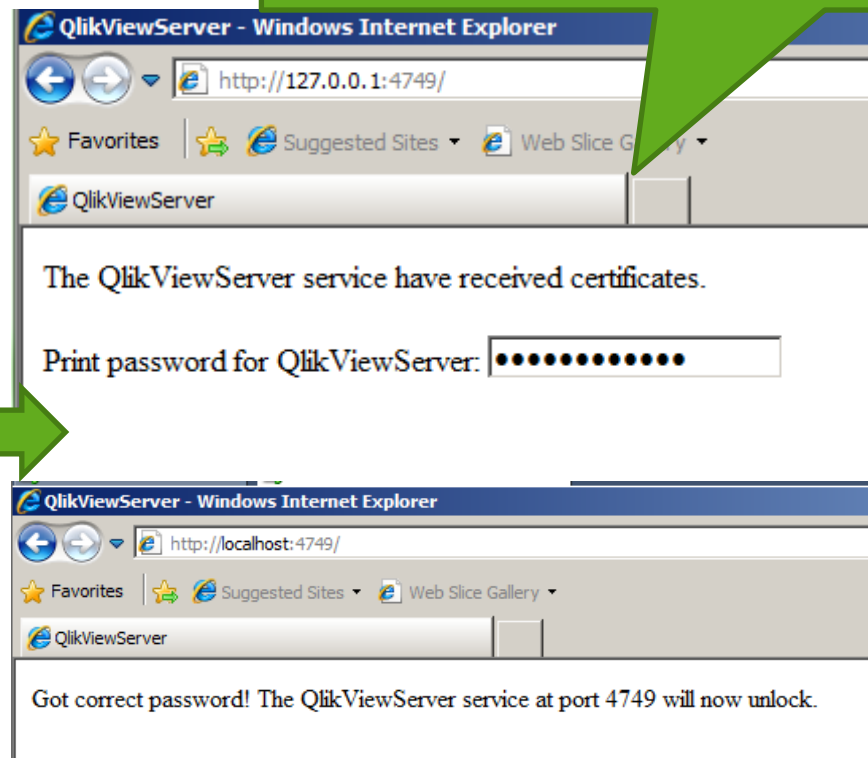 QlikViewServer - Windows Internet Explorer
http://127.0.0.1:4749/
Favorites Suggested Sites Web Slice G y
QlikViewServer
The QlikViewServer service have received certificates.
Print password for QlikViewServer: ••••••••••••
QlikViewServer - Windows Internet Explorer
http://localhost:4749/
Favorites Suggested Sites Web Slice Gallery
QlikViewServer
Got correct password! The QlikViewServer service at port 4749 will now unlock.